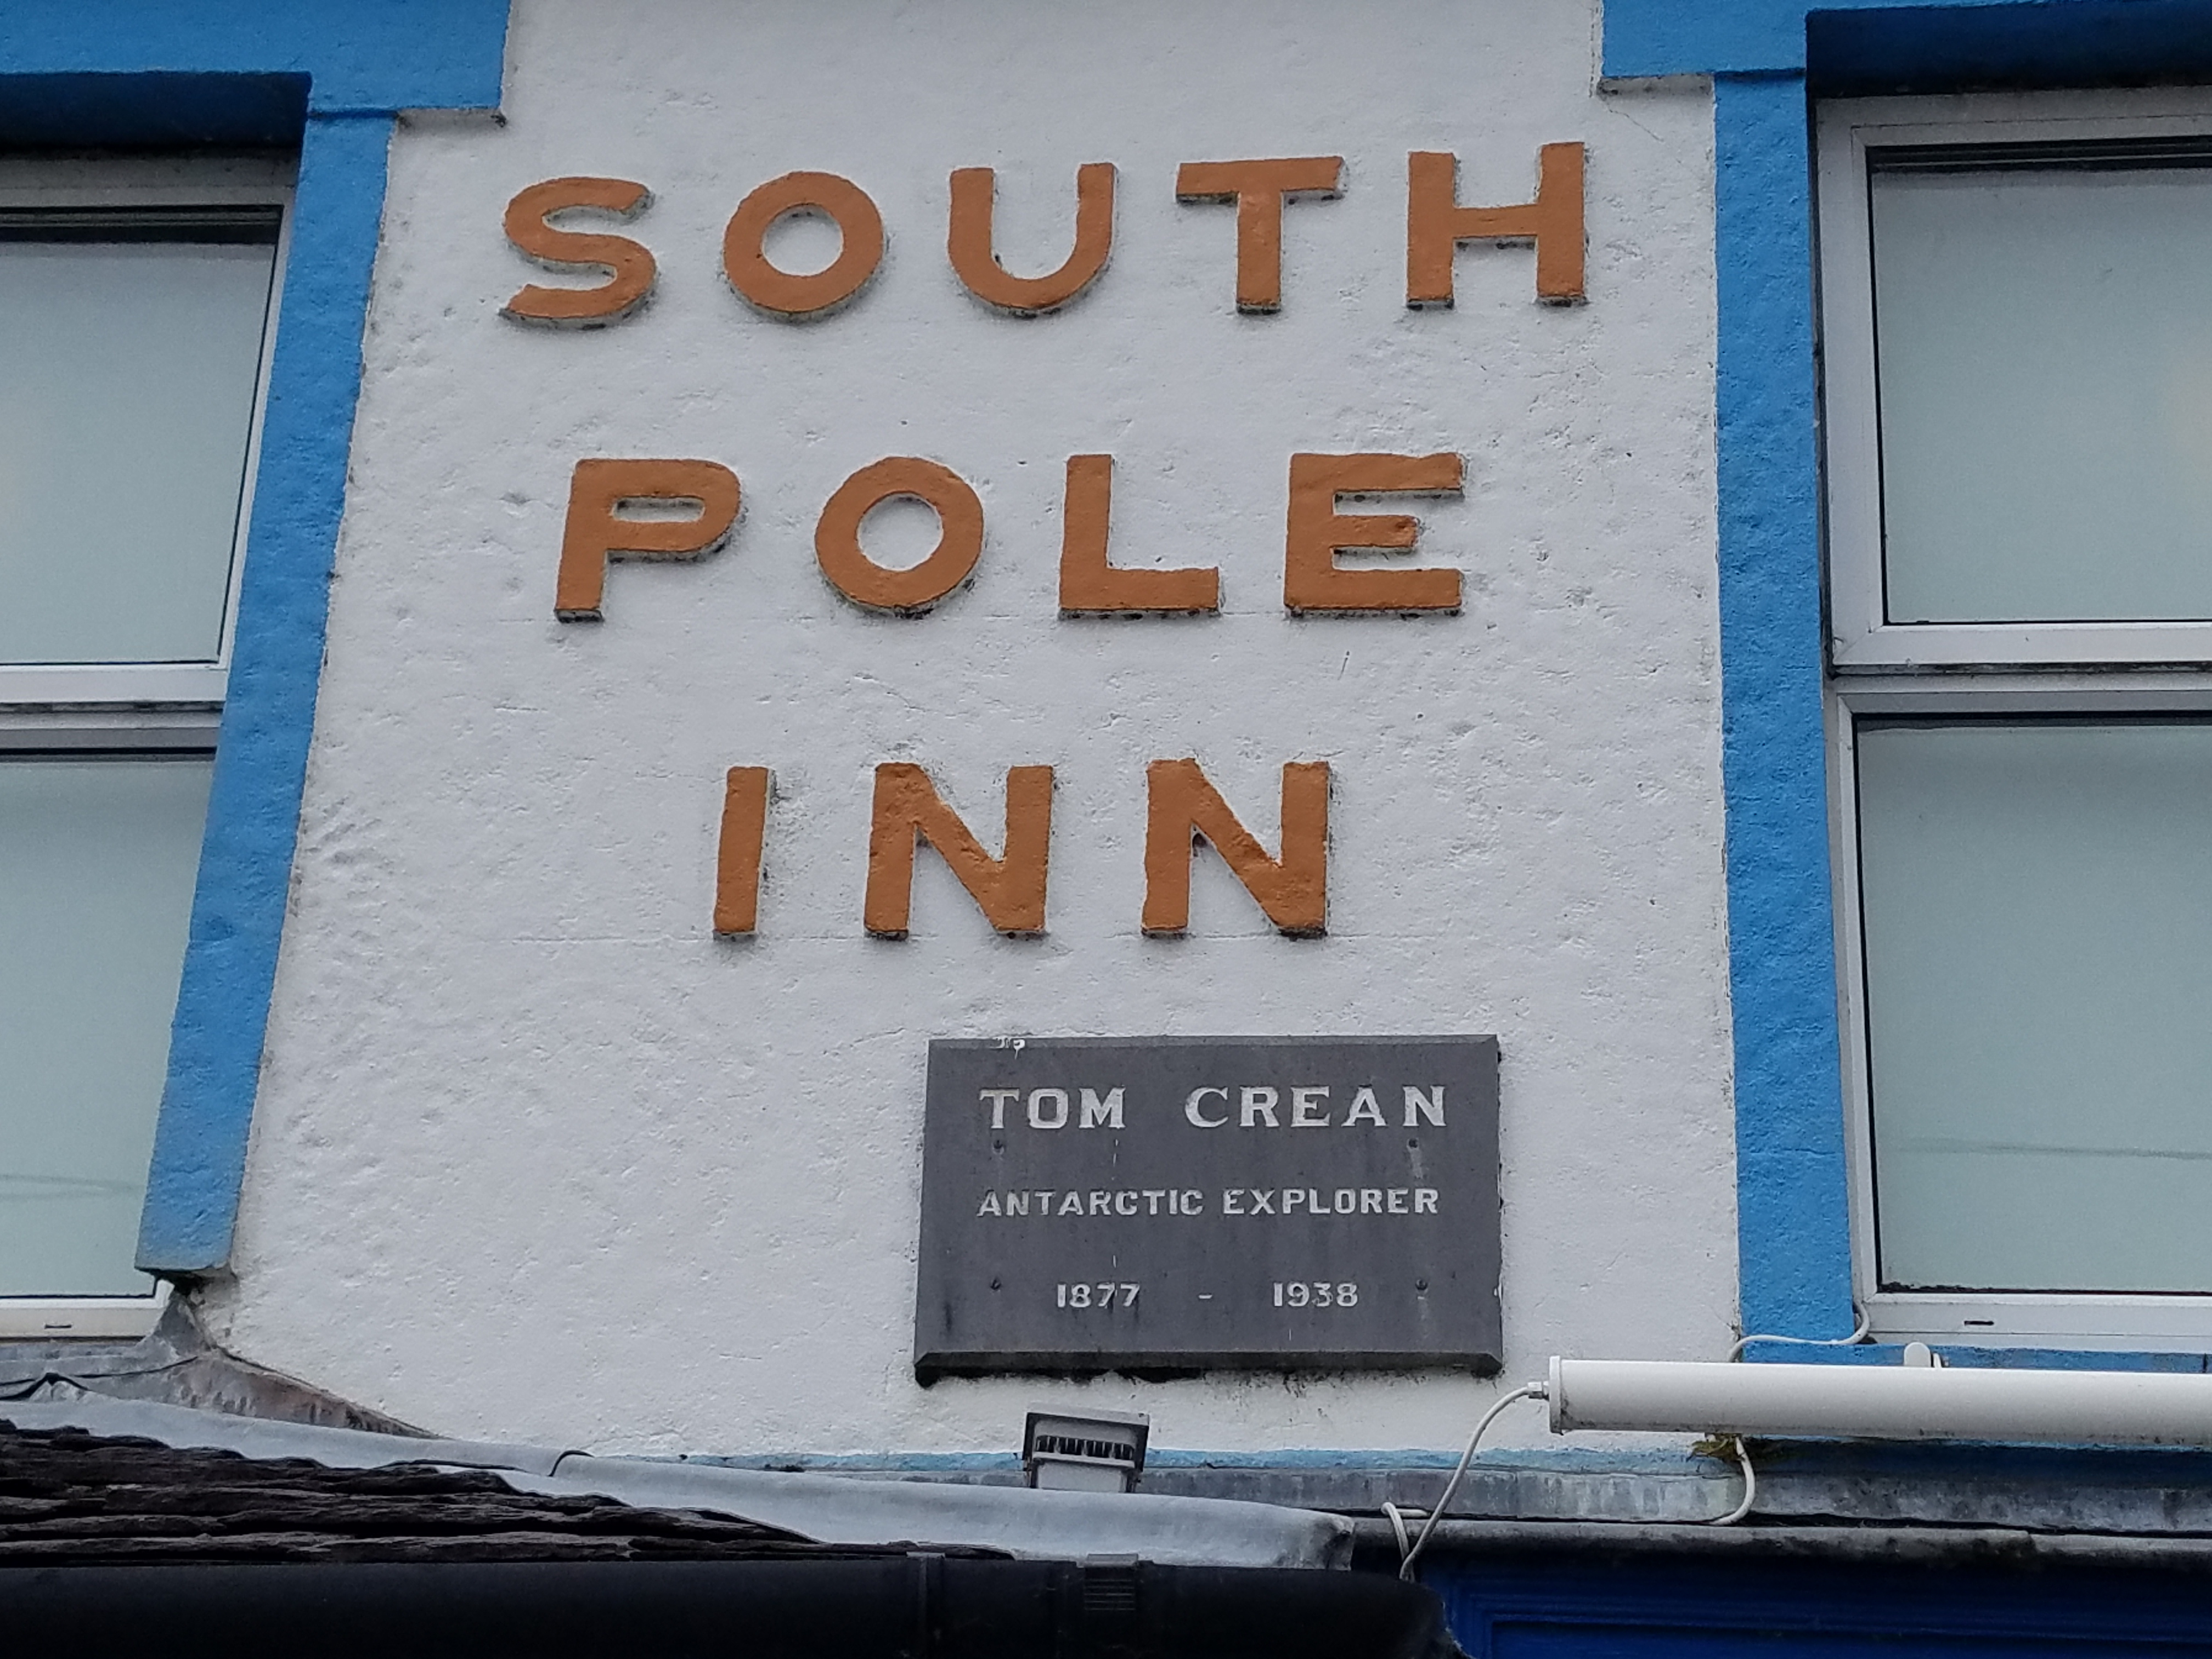 SOUTH
POLE
INN
TOM CREAN
ANTARCTIC EXPLORER
1877 - 1938